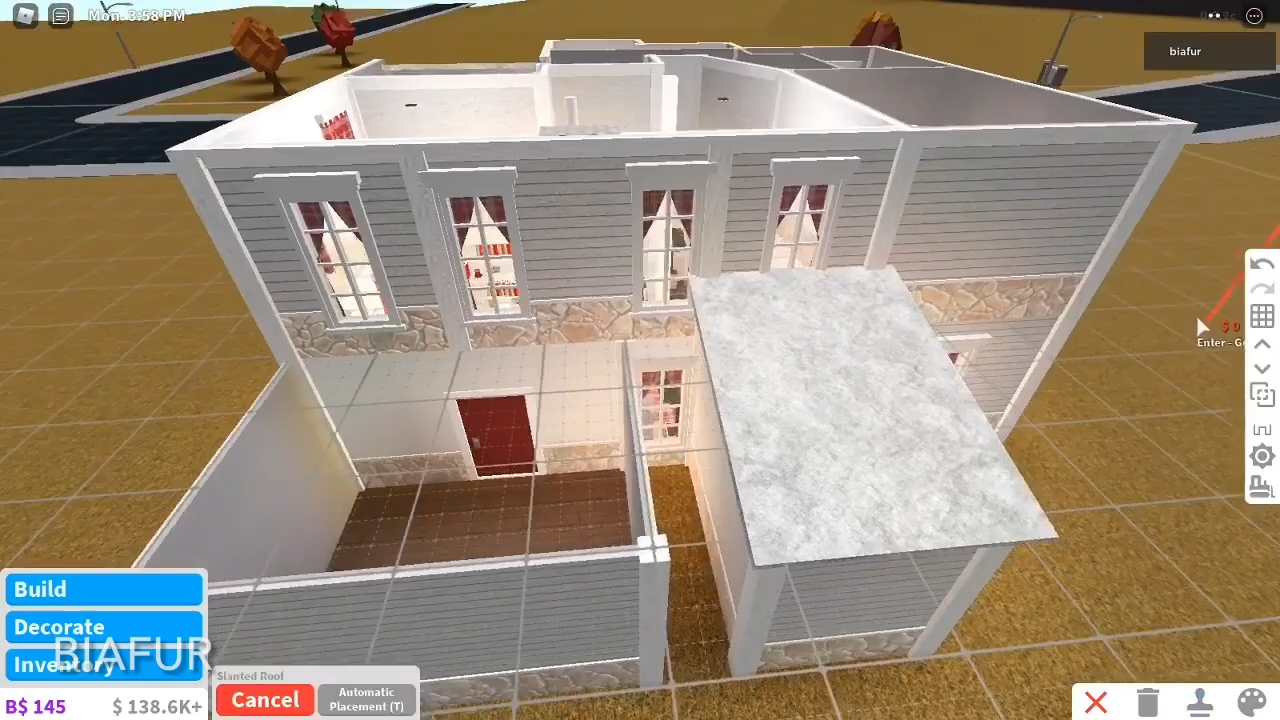 Mon. 3:58 PM
biafur
$ 0
Enter - G
Build
Decorate
Inventory
BIAFUR
Slanted Roof
Cancel
Automatic
Placement (T)
B$ 145
$ 138.6K+